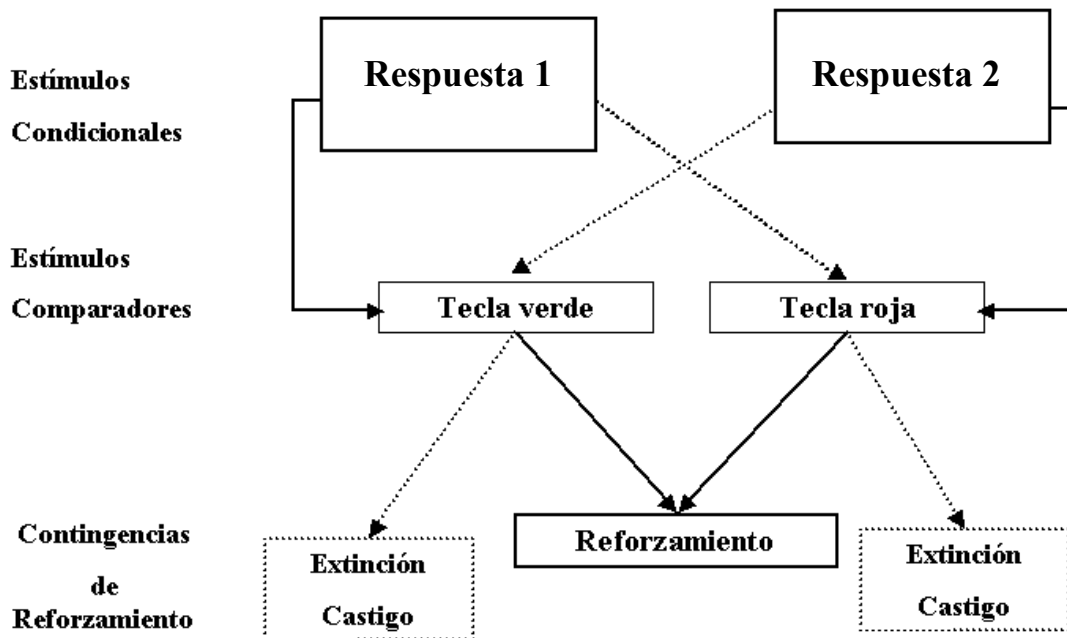 Respuesta 1
Respuesta 2
Estímulos
Condicionales
Estímulos
Comparadores
Tecla verde
Tecla roja
Contingencias
de
Reforzamiento
Extinción
Castigo
Reforzamiento
Extinción
Castigo